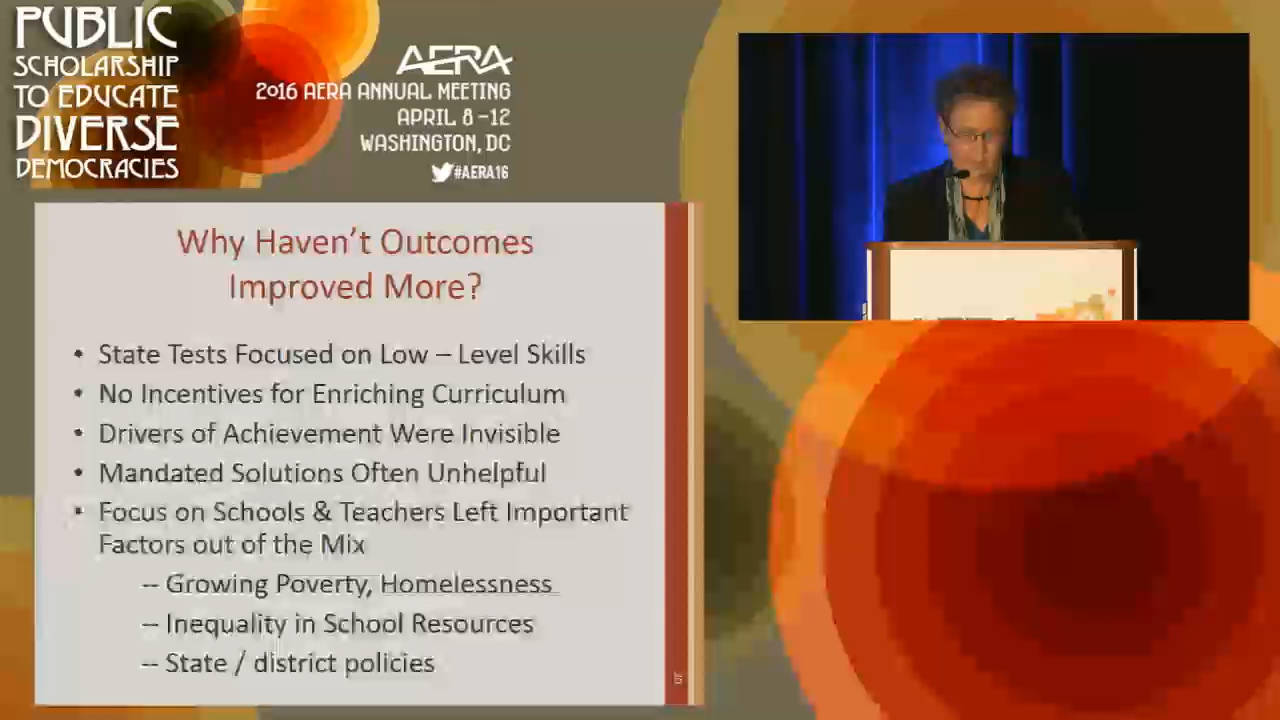 PUBLIC
SCHOLARSHIP
TO EDUCATE
DIVERSE
DEMOCRACIES
AERA
2016 AERA ANNUAL MEETING
APRIL 8 –12
WASHINGTON, DC
#AERA16
Why Haven’t Outcomes
Improved More?
• State Tests Focused on Low – Level Skills
• No Incentives for Enriching Curriculum
• Drivers of Achievement Were Invisible
• Mandated Solutions Often Unhelpful
• Focus on Schools & Teachers Left Important
Factors out of the Mix
-- Growing Poverty, Homelessness
-- Inequality in School Resources
-- State / district policies